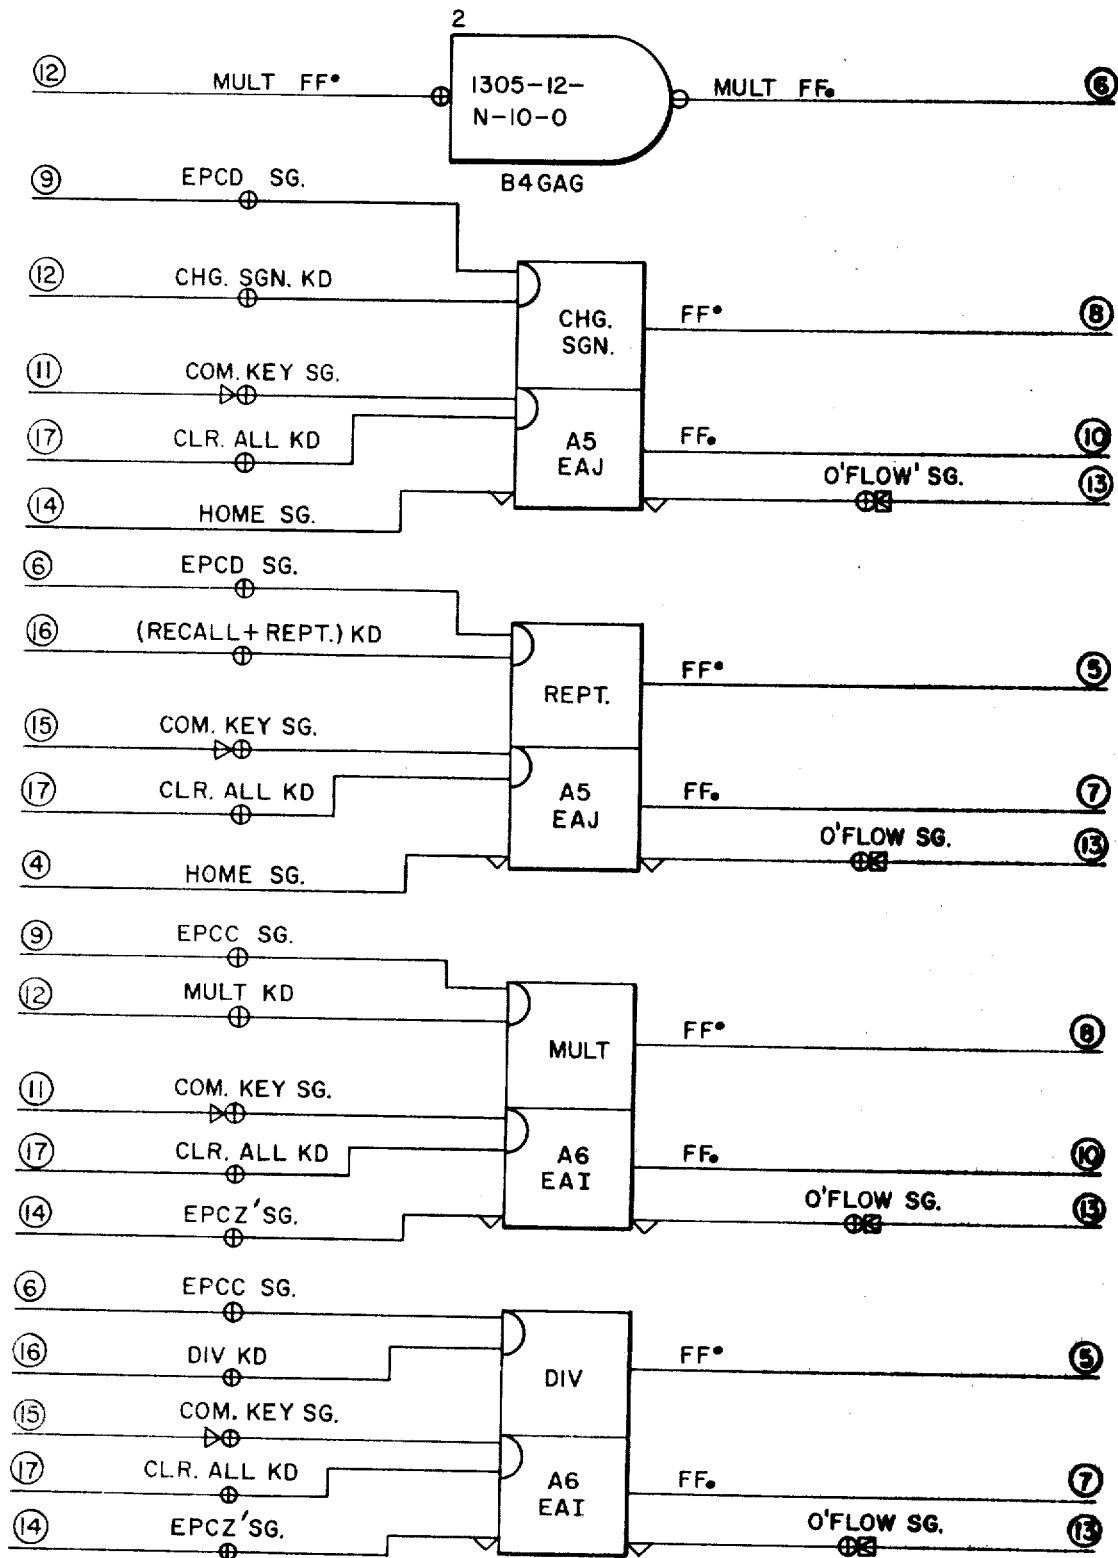 2
12 MULT FF• 1305-12- MULT FF. 6
N-10-0
B4GAG
9 EPCD SG.
12 CHG. SGN. KD
CHG. SGN. FF• 8
11 COM. KEY SG.
17 CLR. ALL KD
A5 EAJ FF. 10
O'FLOW' SG. 13
14 HOME SG.
6 EPCD SG.
16 (RECALL+REPT.) KD
REPT. FF• 5
15 COM. KEY SG.
17 CLR. ALL KD
A5 EAJ FF. 7
O'FLOW SG. 13
4 HOME SG.
9 EPCC SG.
12 MULT KD
MULT FF• 8
11 COM. KEY SG.
17 CLR. ALL KD
A6 EAI FF. 10
O'FLOW SG. 13
14 EPCZ' SG.
6 EPCC SG.
16 DIV KD
DIV FF• 5
15 COM. KEY SG.
17 CLR. ALL KD
A6 EAI FF. 7
O'FLOW SG. 13
14 EPCZ' SG.